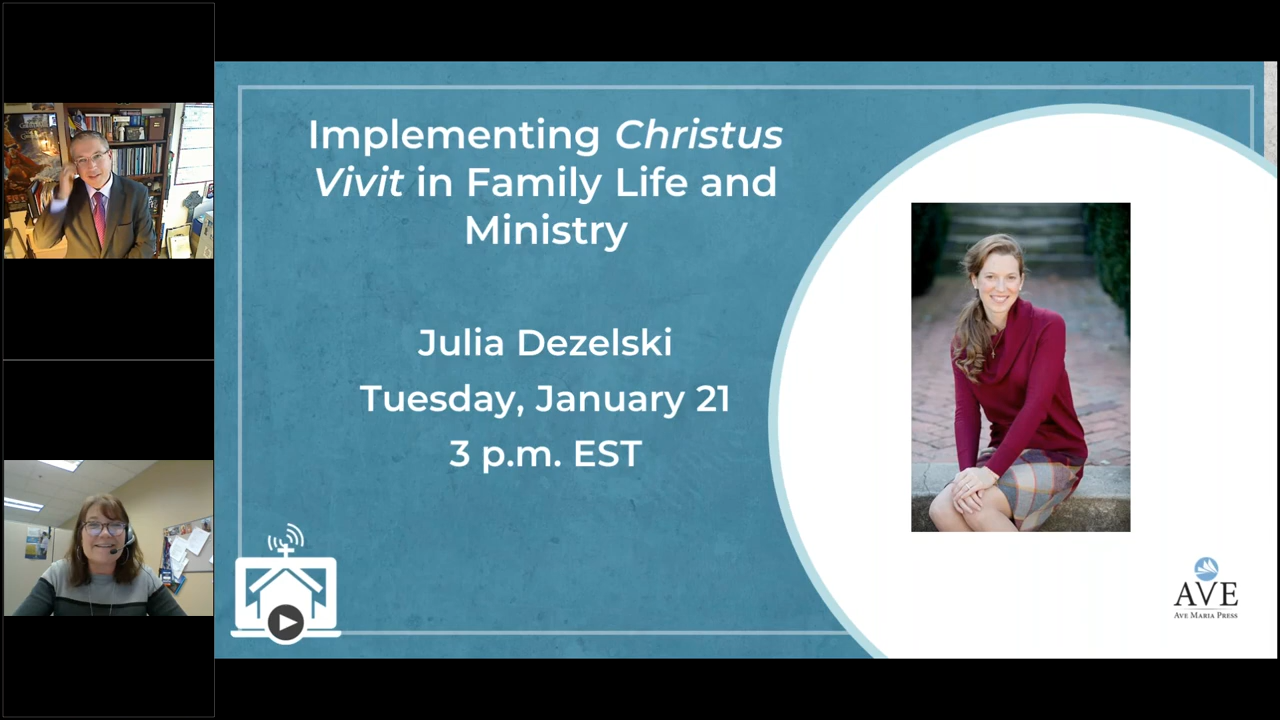 Implementing Christus
Vivit in Family Life and
Ministry
Julia Dezelski
Tuesday, January 21
3 p.m. EST
AVE
AVE MARIA PRESS